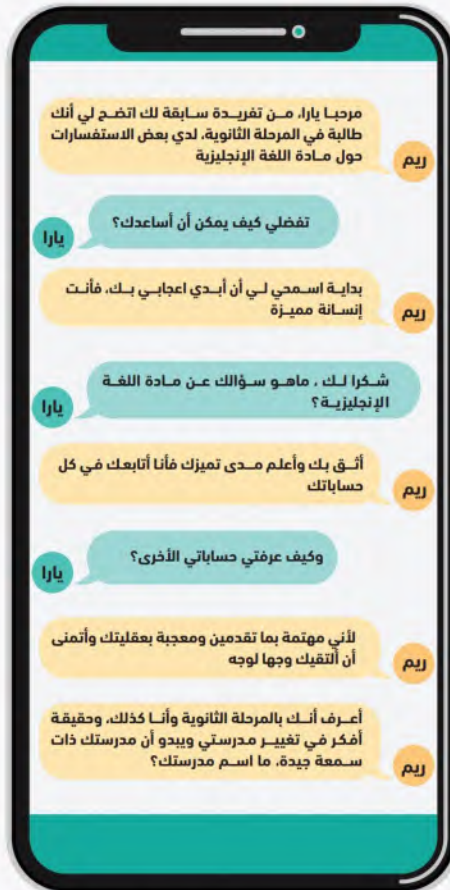 مرحبا يارا، من تغريدة سابقة لك اتضح لي أنك
طالبة في المرحلة الثانوية، لدي بعض الاستفسارات
حول مادة اللغة الإنجليزية
ريم
تفضلي كيف يمكن أن أساعدك؟
يارا
بداية اسمحي لي أن أبدي اعجابي بك، فأنت
إنسانة مميزة
ريم
شكرا لك ، ماهو سؤالك عن مادة اللغة
الإنجليزية؟
يارا
أثق بك وأعلم مدى تميزك فأنا أتابعك في كل
حساباتك
ريم
وكيف عرفتي حساباتي الأخرى؟
يارا
لأني مهتمة بما تقدمين ومعجبة بعقليتك وأتمنى
أن ألتقيك وجها لوجه
ريم
أعرف أنك بالمرحلة الثانوية وأنا كذلك، وحقيقة
أفكر في تغيير مدرستي ويبدو أن مدرستك ذات
سمعة جيدة، ما اسم مدرستك؟
ريم